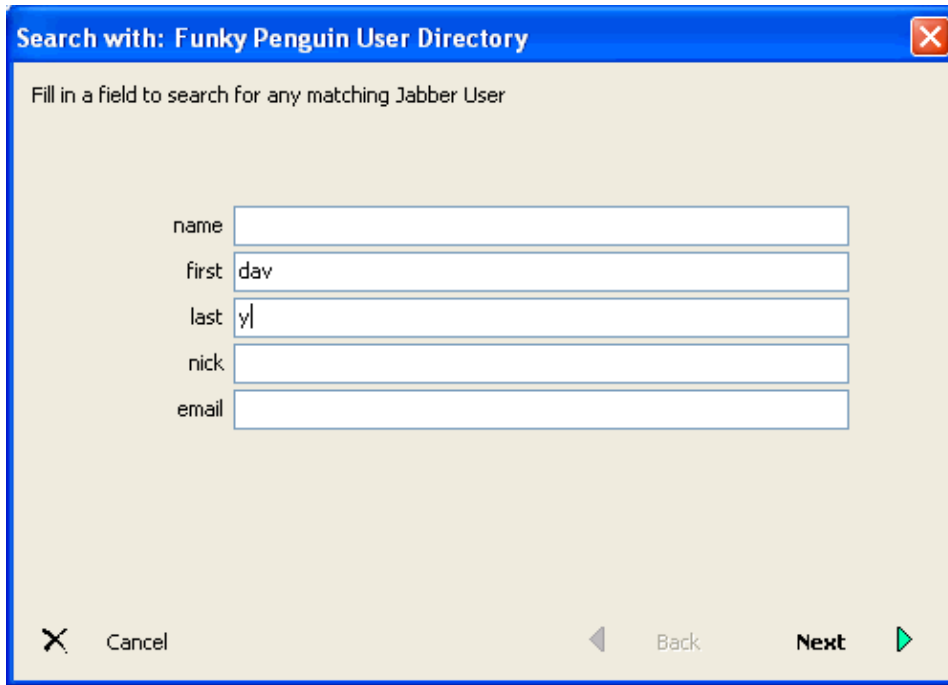 Search with: Funky Penguin User Directory
Fill in a field to search for any matching Jabber User
name
first dav
last y
nick
email
Cancel Back Next